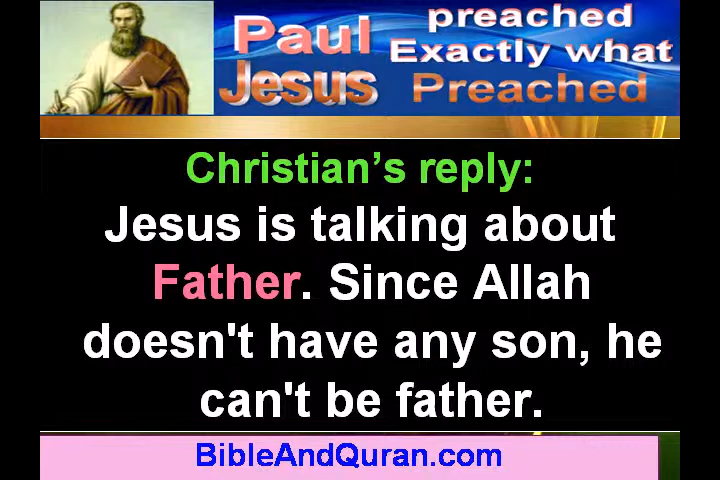 Paul preached
Exactly what
Jesus Preached
Christian’s reply:
Jesus is talking about
Father. Since Allah
doesn't have any son, he
can't be father.
BibleAndQuran.com